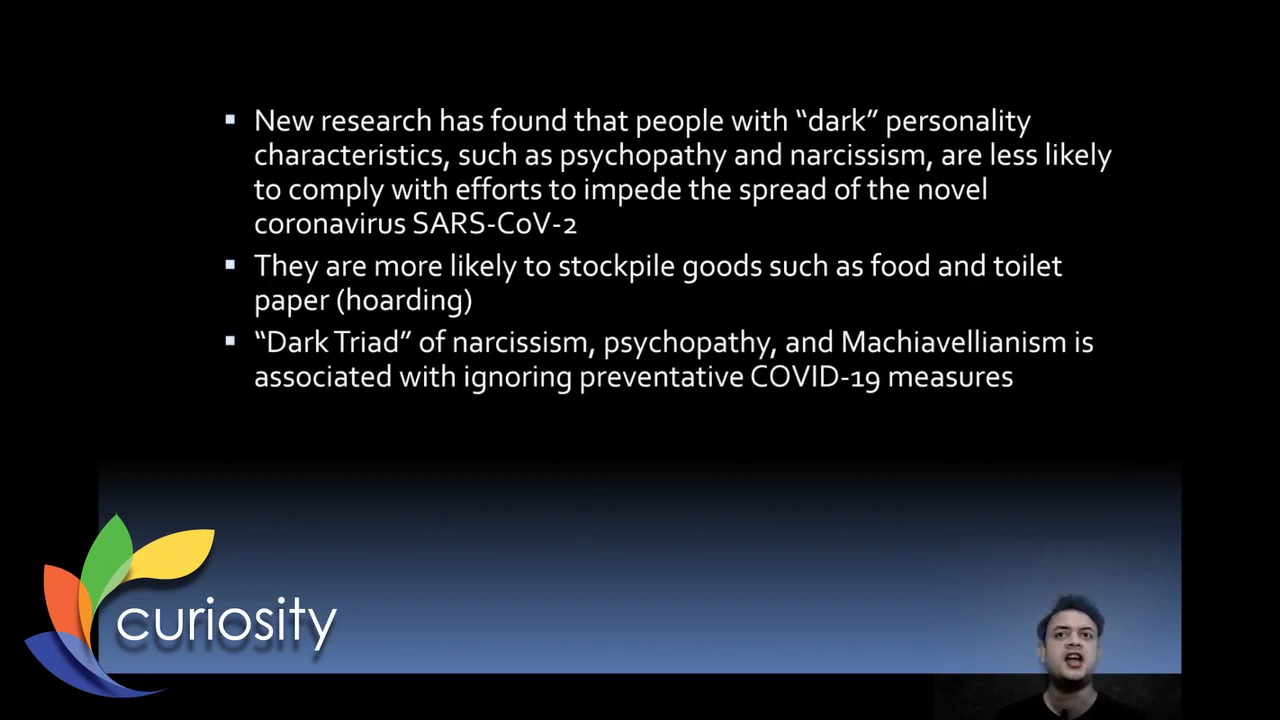 New research has found that people with “dark” personality
characteristics, such as psychopathy and narcissism, are less likely
to comply with efforts to impede the spread of the novel
coronavirus SARS-CoV-2
They are more likely to stockpile goods such as food and toilet
paper (hoarding)
“Dark Triad” of narcissism, psychopathy, and Machiavellianism is
associated with ignoring preventative COVID-19 measures
curiosity